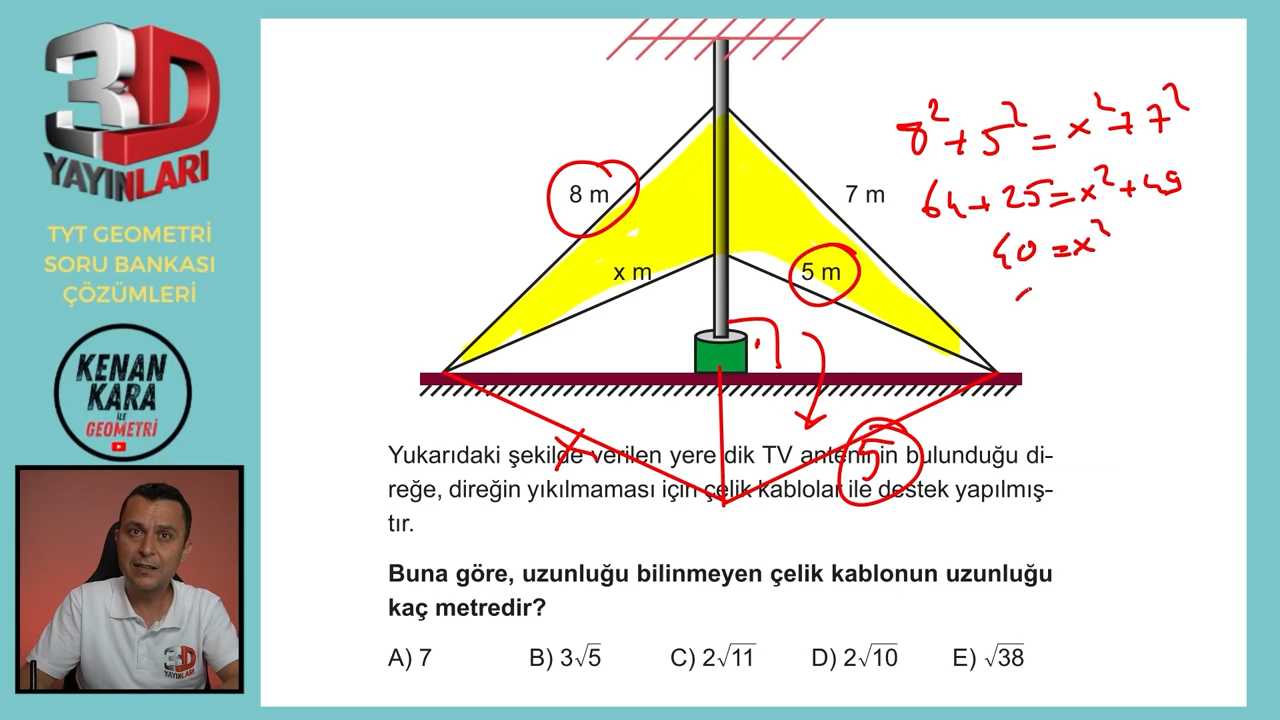 3D
YAYINLARI
TYT GEOMETRİ
SORU BANKASI
ÇÖZÜMLERİ
KENAN
KARA
İLE
GEOMETRİ
3D
YAYINLARI
8 m
7 m
x m
5 m
8² + 5² = x² + 7²
64 + 25 = x² + 49
40 = x²
x
5
Yukarıdaki şekilde verilen yere dik TV anteninin bulunduğu di-
reğe, direğin yıkılmaması için çelik kablolar ile destek yapılmış-
tır.
Buna göre, uzunluğu bilinmeyen çelik kablonun uzunluğu
kaç metredir?
A) 7 B) 3√5 C) 2√11 D) 2√10 E) √38